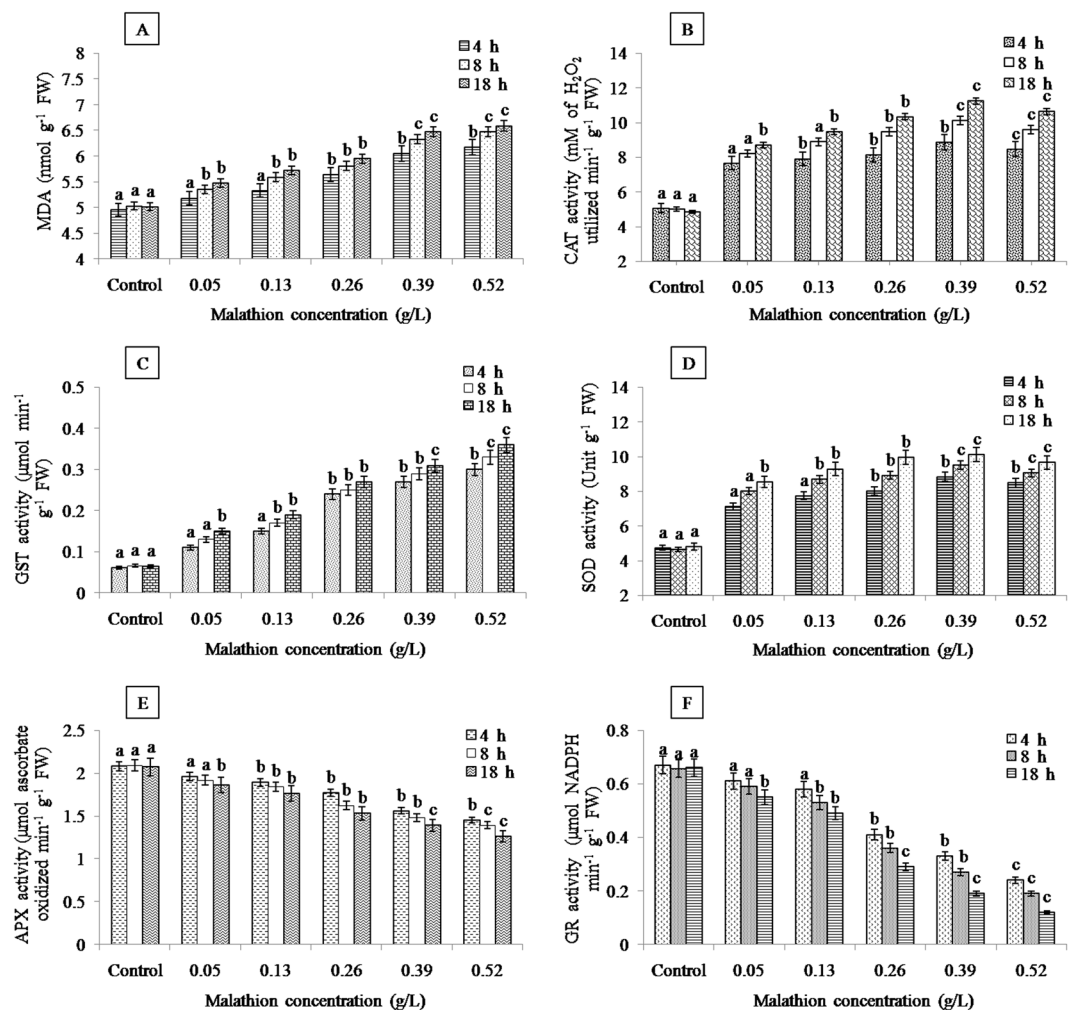 A
MDA (nmol g-1 FW)
8
7.5
7
6.5
6
5.5
5
4.5
4
4 h
8 h
18 h
a a a
a b b
a b b
b b b
b c c
b c c
Control 0.05 0.13 0.26 0.39 0.52
Malathion concentration (g/L)
B
CAT activity (mM of H2O2
utilized min-1 g-1 FW)
14
12
10
8
6
4
2
4 h
8 h
18 h
a a a
a a b
a a b
b b b
b c c
c c c
Control 0.05 0.13 0.26 0.39 0.52
Malathion concentration (g/L)
C
GST activity (µmol min-1
g-1 FW)
0.5
0.4
0.3
0.2
0.1
0
4 h
8 h
18 h
a a a
a a b
a b b
b b b
b b b
b c c
Control 0.05 0.13 0.26 0.39 0.52
Malathion concentration (g/L)
D
SOD activity (Unit g-1 FW)
14
12
10
8
6
4
2
4 h
8 h
18 h
a a a
a a b
a b b
b b b
b c c
b c c
Control 0.05 0.13 0.26 0.39 0.52
Malathion concentration (g/L)
E
APX activity (µmol ascorbate
oxidized min-1 g-1 FW)
2.5
2
1.5
1
0.5
0
4 h
8 h
18 h
a a a
a a b
b b b
b b b
b b c
b c c
Control 0.05 0.13 0.26 0.39 0.52
Malathion concentration (g/L)
F
GR activity (µmol NADPH
min-1 g-1 FW)
0.8
0.6
0.4
0.2
0
4 h
8 h
18 h
a a a
a a b
a b b
b b c
b b c
c c c
Control 0.05 0.13 0.26 0.39 0.52
Malathion concentration (g/L)